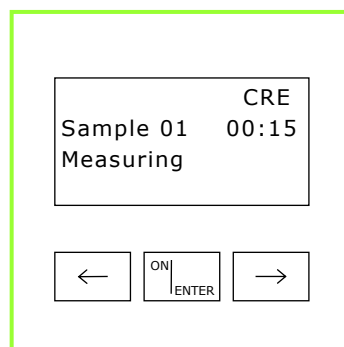 CRE
Sample 01 00:15
Measuring
← ON ENTER →